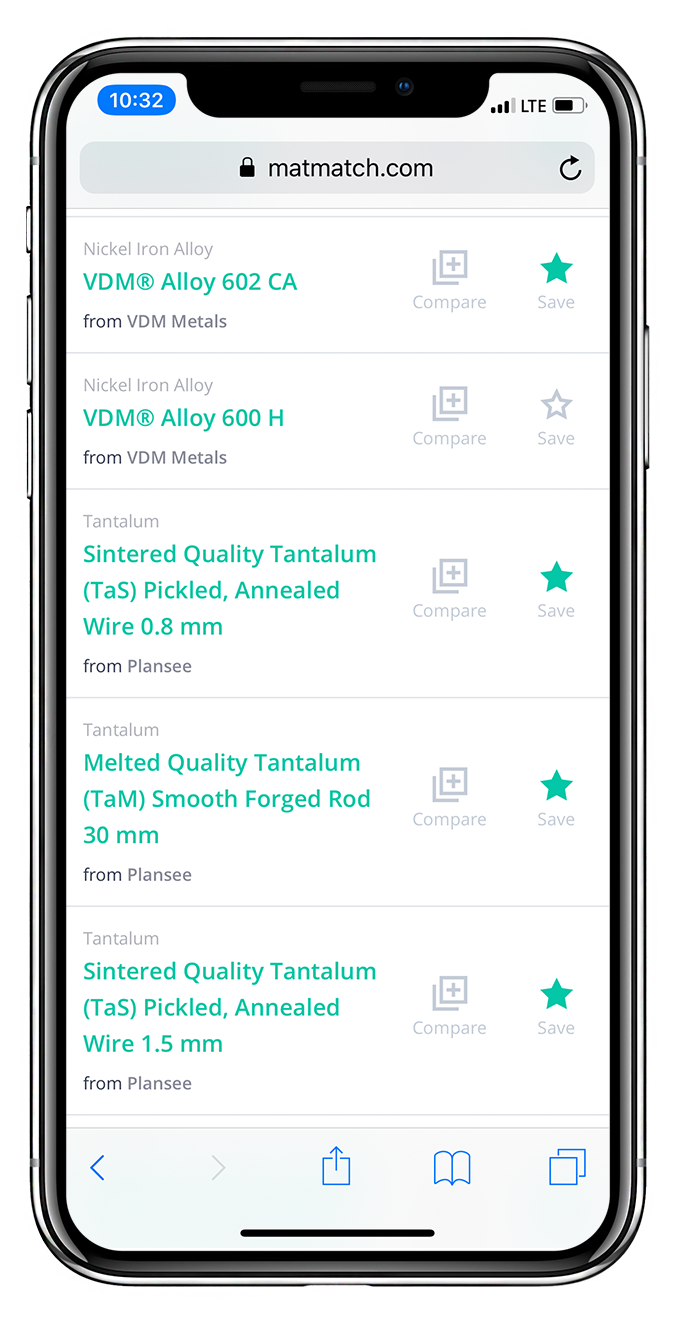 10:32
LTE
matmatch.com
Nickel Iron Alloy
VDM® Alloy 602 CA
from VDM Metals
Compare
Save
Nickel Iron Alloy
VDM® Alloy 600 H
from VDM Metals
Compare
Save
Tantalum
Sintered Quality Tantalum
(TaS) Pickled, Annealed
Wire 0.8 mm
from Plansee
Compare
Save
Tantalum
Melted Quality Tantalum
(TaM) Smooth Forged Rod
30 mm
from Plansee
Compare
Save
Tantalum
Sintered Quality Tantalum
(TaS) Pickled, Annealed
Wire 1.5 mm
from Plansee
Compare
Save